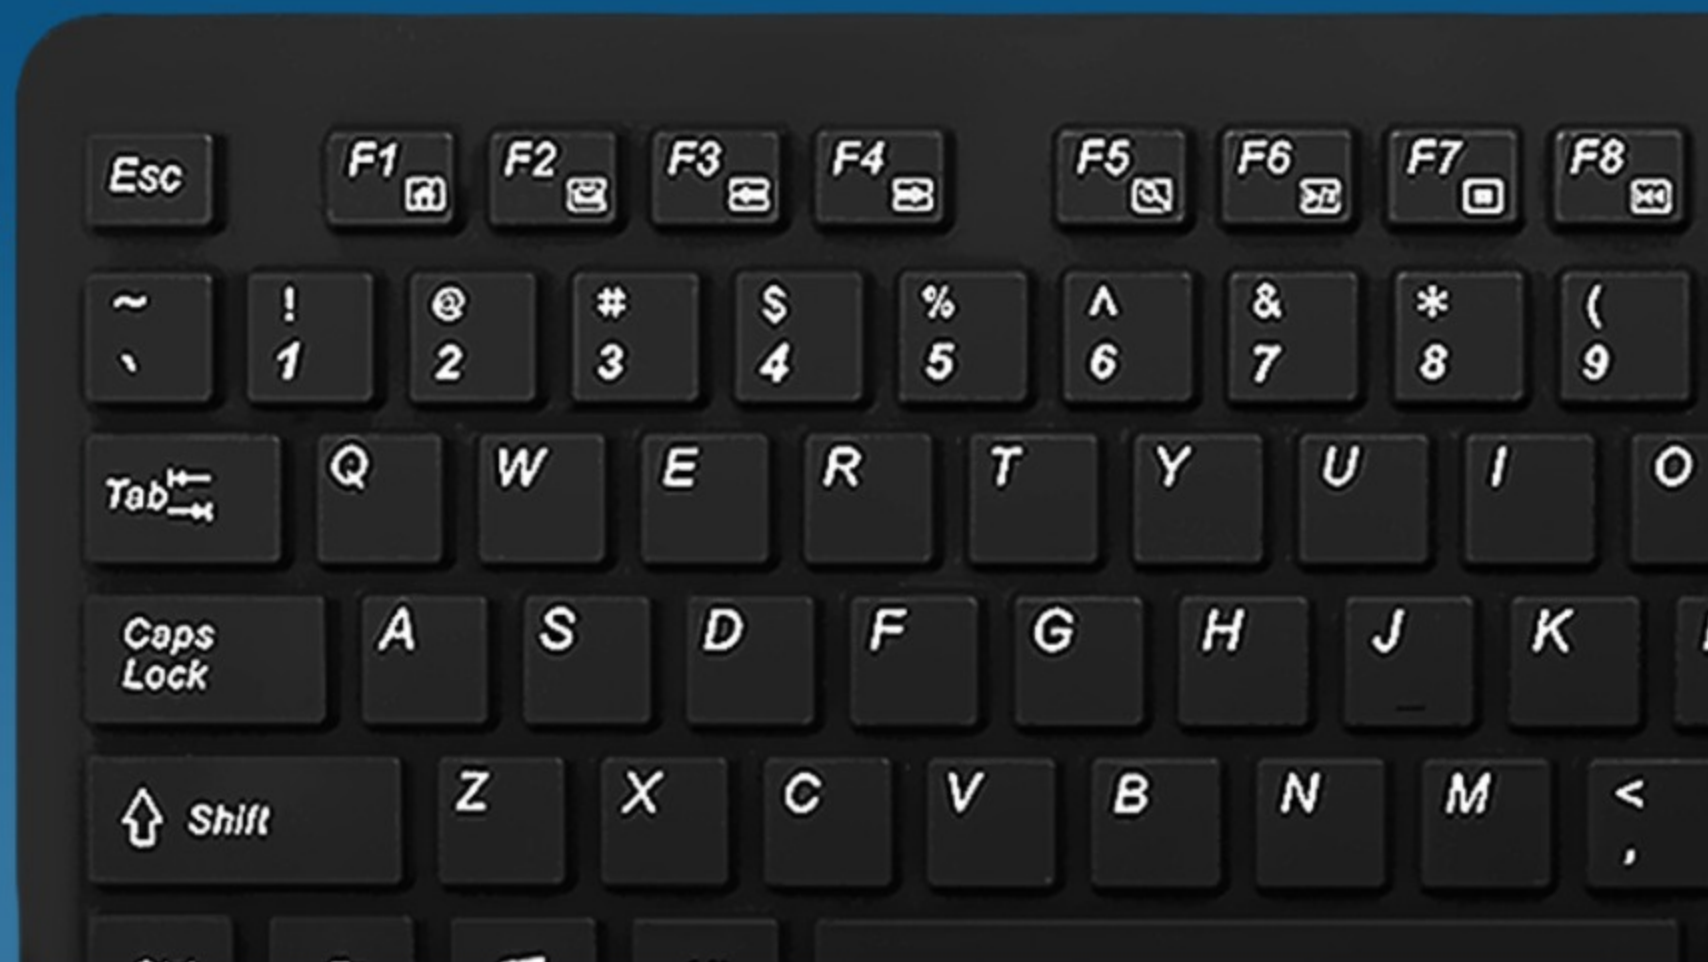 Esc F1 F2 F3 F4 F5 F6 F7 F8
~ ! @ # $ % ^ & * (
` 1 2 3 4 5 6 7 8 9
Tab Q W E R T Y U I O
Caps A S D F G H J K
Lock
Shift Z X C V B N M <
,